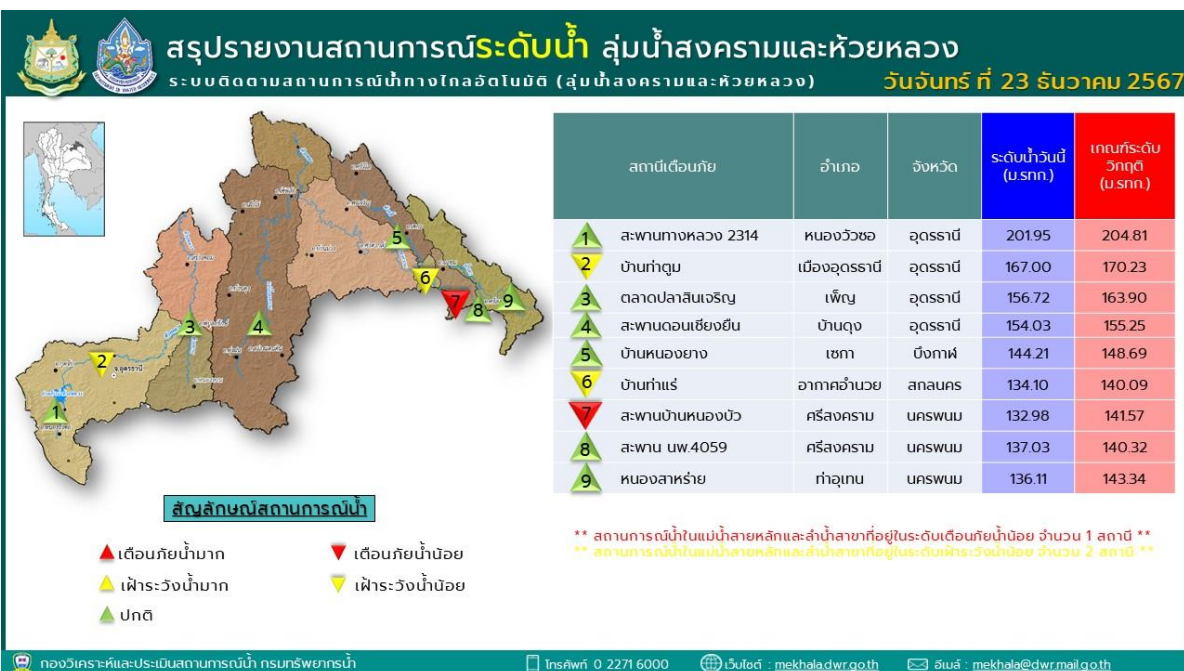 สรุปรายงานสถานการณ์ระดับน้ำ ลุ่มน้ำสงครามและห้วยหลวง
ระบบติดตามสถานการณ์น้ำทางไกลอัตโนมัติ (ลุ่มน้ำสงครามและห้วยหลวง) วันจันทร์ ที่ 23 ธันวาคม 2567
สถานีเตือนภัย อำเภอ จังหวัด ระดับน้ำวันนี้ (ม.รทก.) เกณฑ์ระดับวิกฤติ (ม.รทก.)
1 สะพานทางหลวง 2314 หนองวัวซอ อุดรธานี 201.95 204.81
2 บ้านท่าตูม เมืองอุดรธานี อุดรธานี 167.00 170.23
3 ตลาดปลาสินเจริญ เพ็ญ อุดรธานี 156.72 163.90
4 สะพานดอนเชียงยืน บ้านดุง อุดรธานี 154.03 155.25
5 บ้านหนองยาง เซกา บึงกาฬ 144.21 148.69
6 บ้านท่าแร่ อากาศอำนวย สกลนคร 134.10 140.09
7 สะพานบ้านหนองบัว ศรีสงคราม นครพนม 132.98 141.57
8 สะพาน นพ.4059 ศรีสงคราม นครพนม 137.03 140.32
9 หนองสาหร่าย ท่าอุเทน นครพนม 136.11 143.34
5
6
7
8
9
3
4
2
จ.อุดรธานี
1
สัญลักษณ์สถานการณ์น้ำ
เตือนภัยน้ำมาก เตือนภัยน้ำน้อย
เฝ้าระวังน้ำมาก เฝ้าระวังน้ำน้อย
ปกติ
** สถานการณ์น้ำในแม่น้ำสายหลักและลำน้ำสาขาที่อยู่ในระดับเตือนภัยน้ำน้อย จำนวน 1 สถานี **
** สถานการณ์น้ำในแม่น้ำสายหลักและลำน้ำสาขาที่อยู่ในระดับเฝ้าระวังน้ำน้อย จำนวน 2 สถานี **
กองวิเคราะห์และประเมินสถานการณ์น้ำ กรมทรัพยากรน้ำ โทรศัพท์ 0 2271 6000 เว็บไซต์ : mekhala.dwr.go.th อีเมล์ : mekhala@dwr.mail.go.th